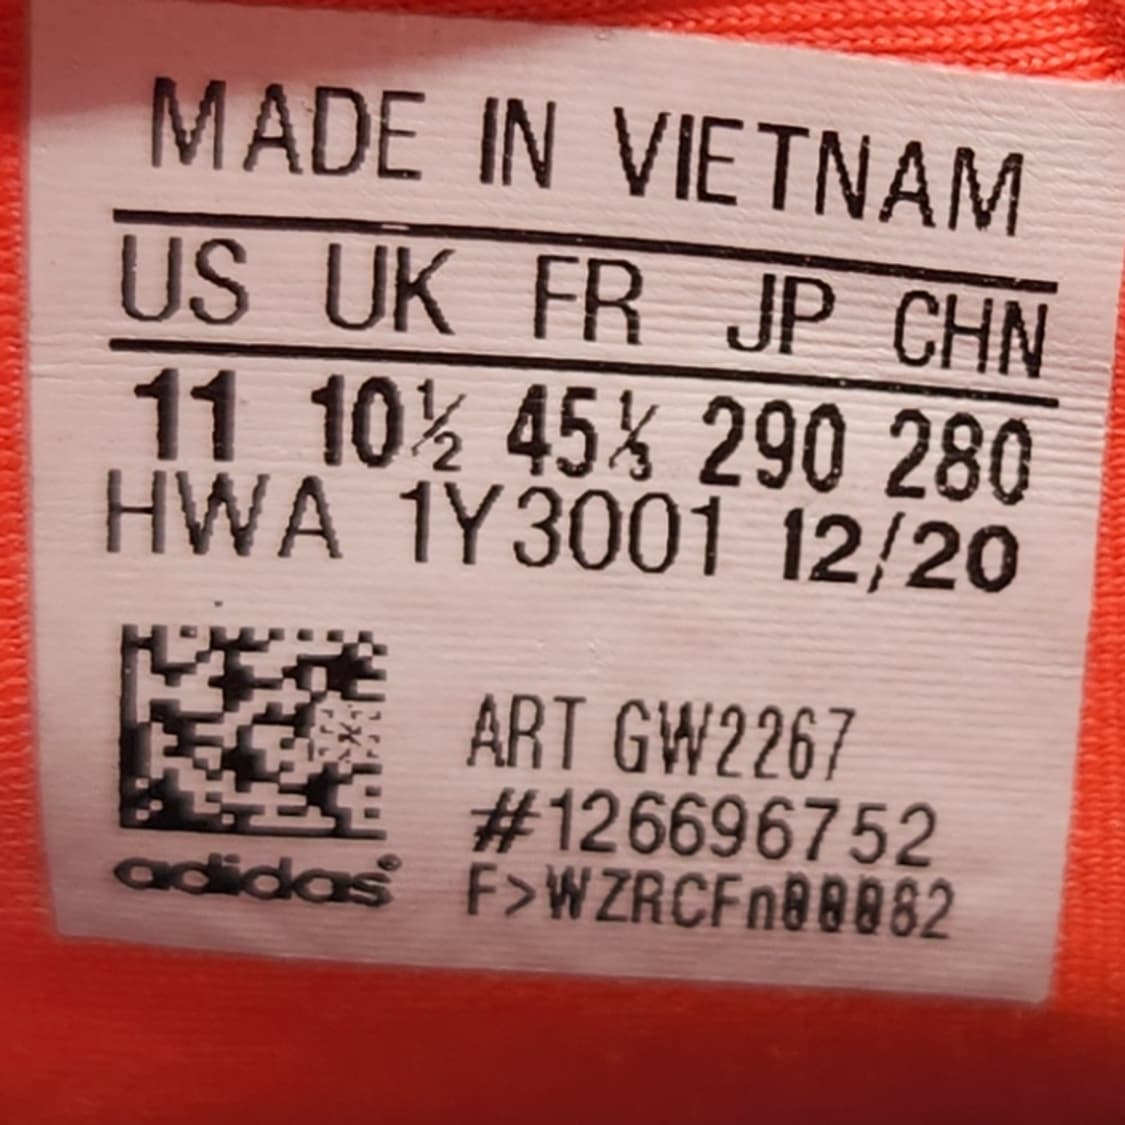 MADE IN VIETNAM
US UK FR JP CHN
11 10½ 45⅓ 290 280
HWA 1Y3001 12/20
ART GW2267
#126696752
adidas®